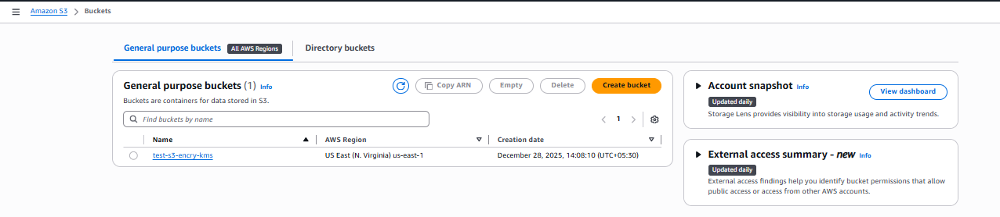 Amazon S3 > Buckets
General purpose buckets All AWS Regions Directory buckets
General purpose buckets (1) Info
Copy ARN Empty Delete Create bucket
Buckets are containers for data stored in S3.
Find buckets by name
1
Name AWS Region Creation date
test-s3-encry-kms US East (N. Virginia) us-east-1 December 28, 2025, 14:08:10 (UTC+05:30)
Account snapshot Info
View dashboard
Updated daily
Storage Lens provides visibility into storage usage and activity trends.
External access summary - new Info
Updated daily
External access findings help you identify bucket permissions that allow
public access or access from other AWS accounts.